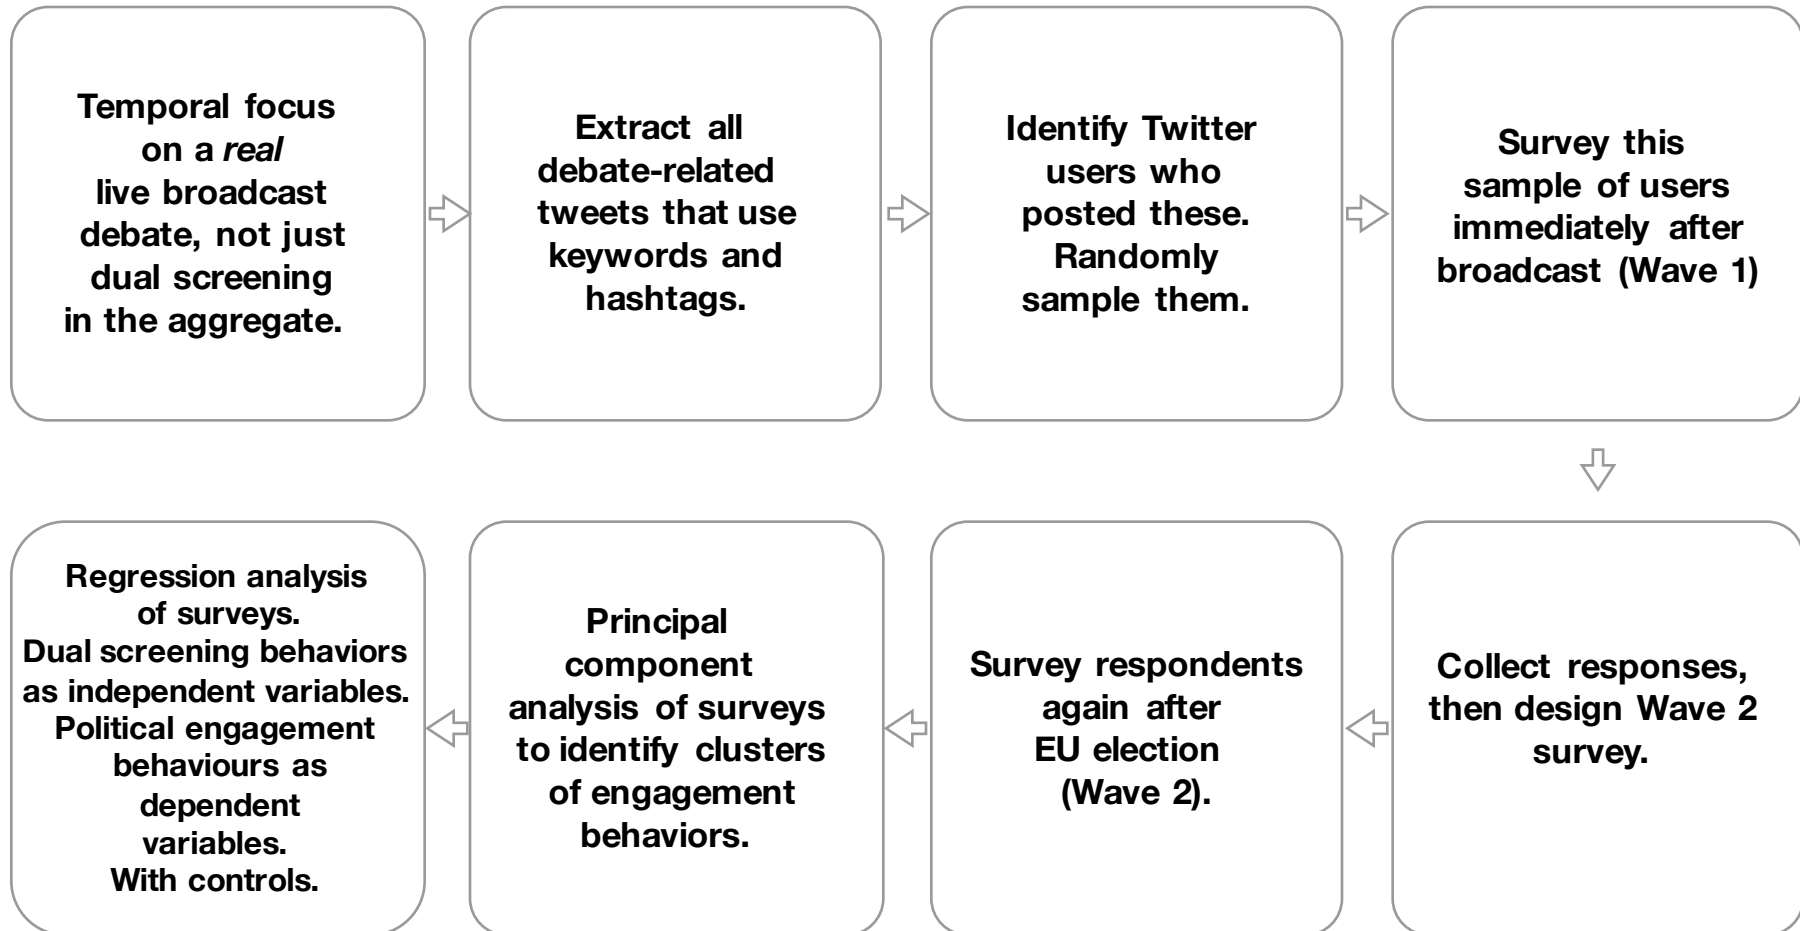 Temporal focus
on a real
live broadcast
debate, not just
dual screening
in the aggregate.
Extract all
debate-related
tweets that use
keywords and
hashtags.
Identify Twitter
users who
posted these.
Randomly
sample them.
Survey this
sample of users
immediately after
broadcast (Wave 1)
Collect responses,
then design Wave 2
survey.
Survey respondents
again after
EU election
(Wave 2).
Principal
component
analysis of surveys
to identify clusters
of engagement
behaviors.
Regression analysis
of surveys.
Dual screening behaviors
as independent variables.
Political engagement
behaviours as
dependent
variables.
With controls.